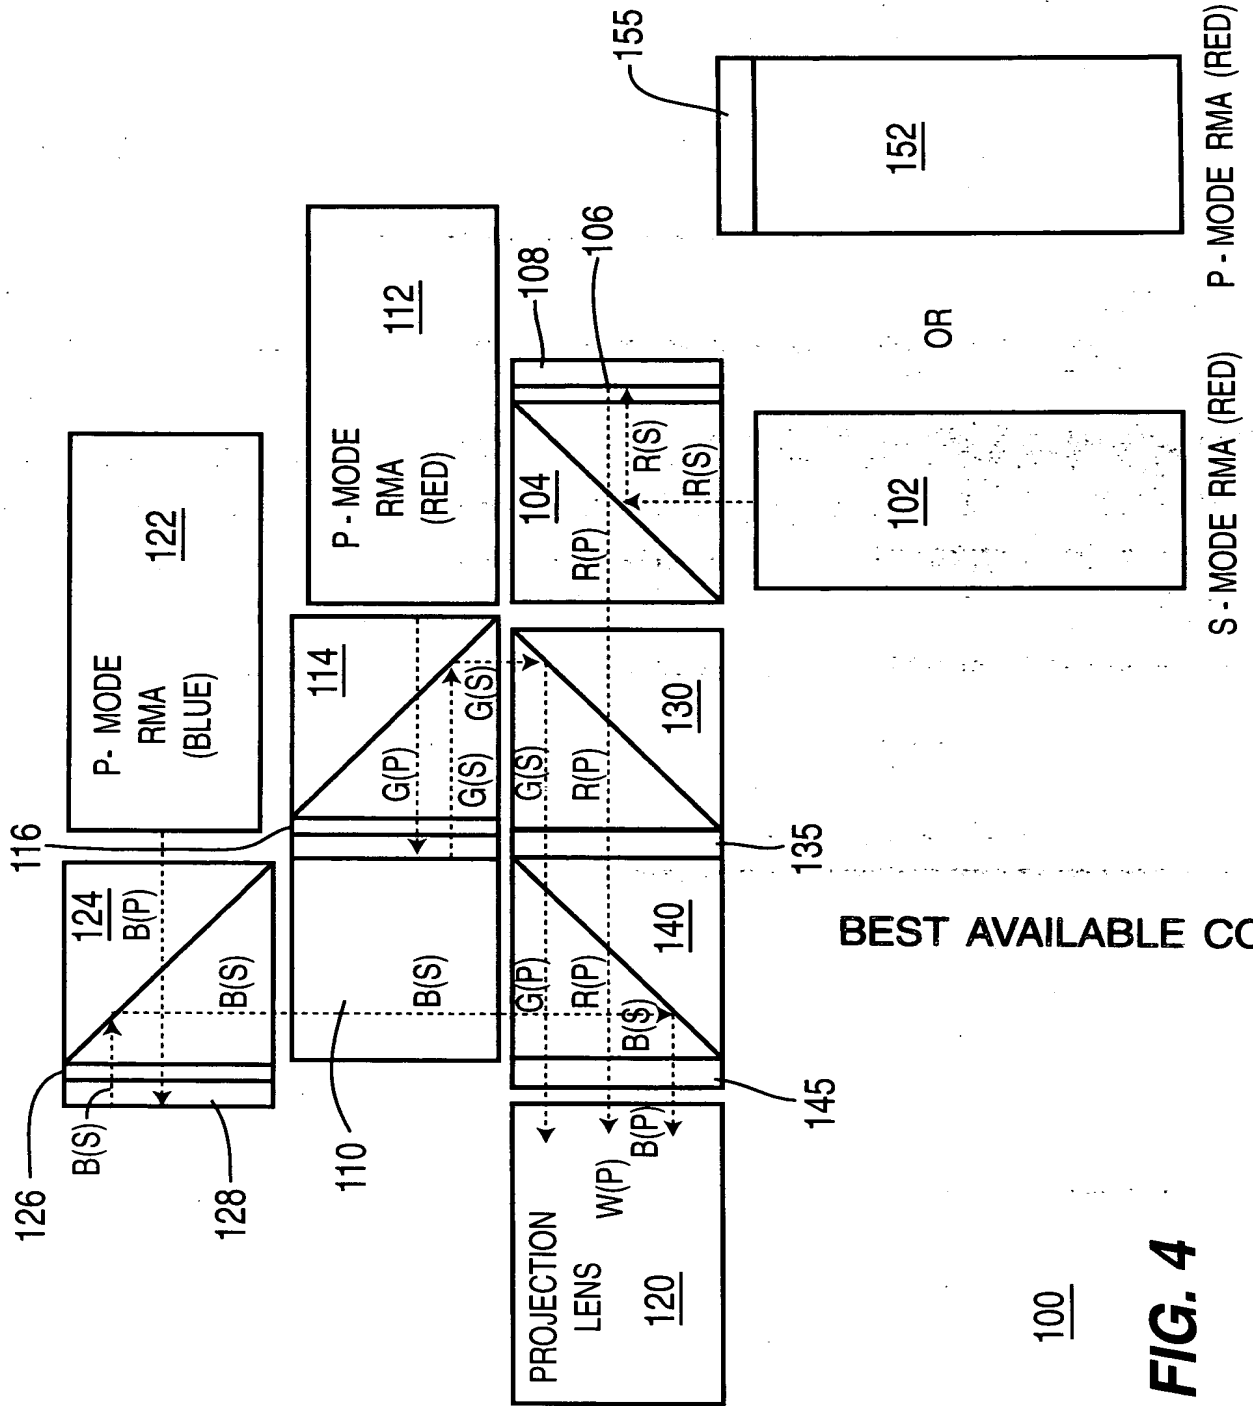 116
122
P- MODE
RMA
(BLUE)
124
B(P)
B(S)
126
B(S)
128
P - MODE
RMA
(RED)
112
114
G(P)
G(S)
G(S)
110
B(S)
155
152
P - MODE RMA (RED)
108
106
104
R(P)
R(S)
R(S)
OR
102
S - MODE RMA (RED)
130
G(S)
R(P)
135
140
G(P)
R(P)
B(S)
145
PROJECTION
LENS
120
W(P)
B(P)
BEST AVAILABLE CO
100
FIG. 4